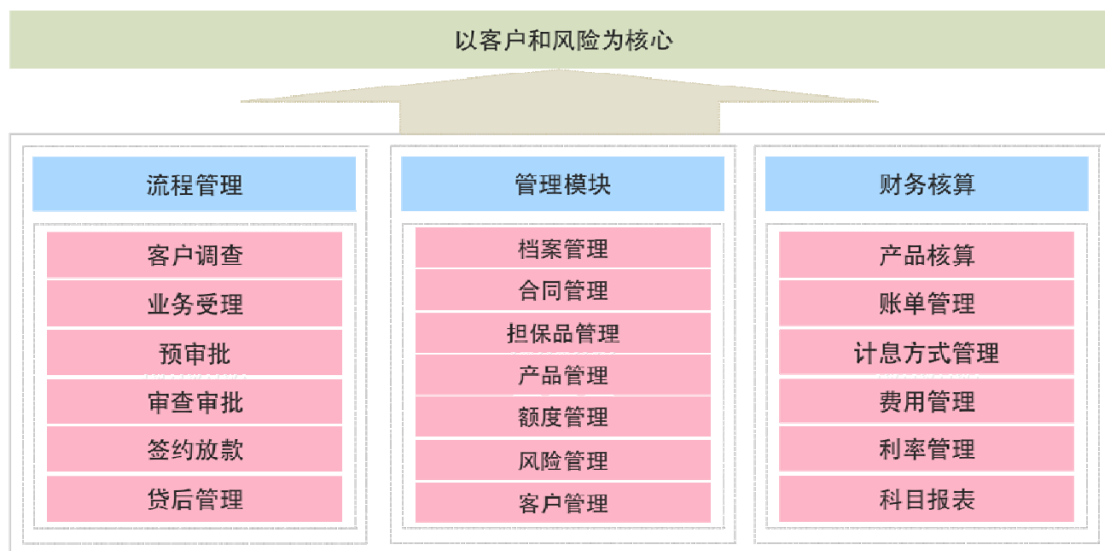 以客户和风险为核心
流程管理
客户调查
业务受理
预审批
审查审批
签约放款
贷后管理
管理模块
档案管理
合同管理
担保品管理
产品管理
额度管理
风险管理
客户管理
财务核算
产品核算
账单管理
计息方式管理
费用管理
利率管理
科目报表